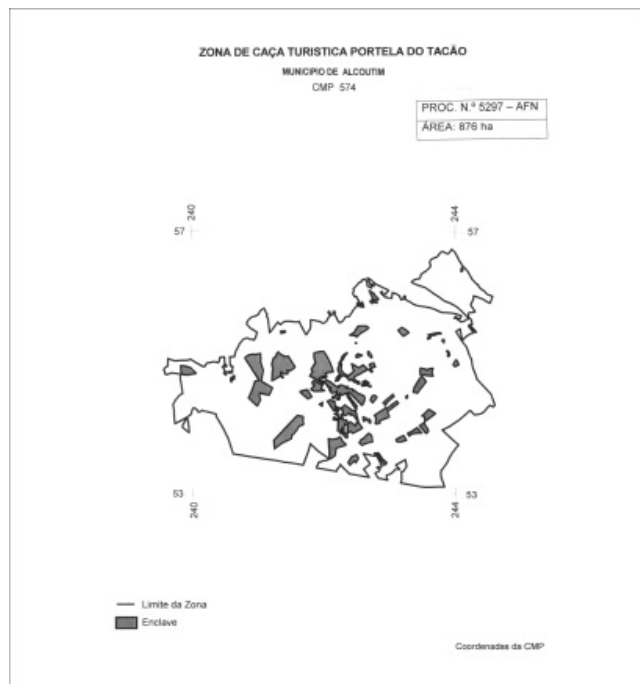 ZONA DE CAÇA TURISTICA PORTELA DO TACÃO
MUNICIPIO DE ALCOUTIM
CMP 574
PROC. N.º 5297 – AFN
ÁREA: 876 ha
240
244
57
57
53
53
240
244
Limite da Zona
Enclave
Coordenadas da CMP